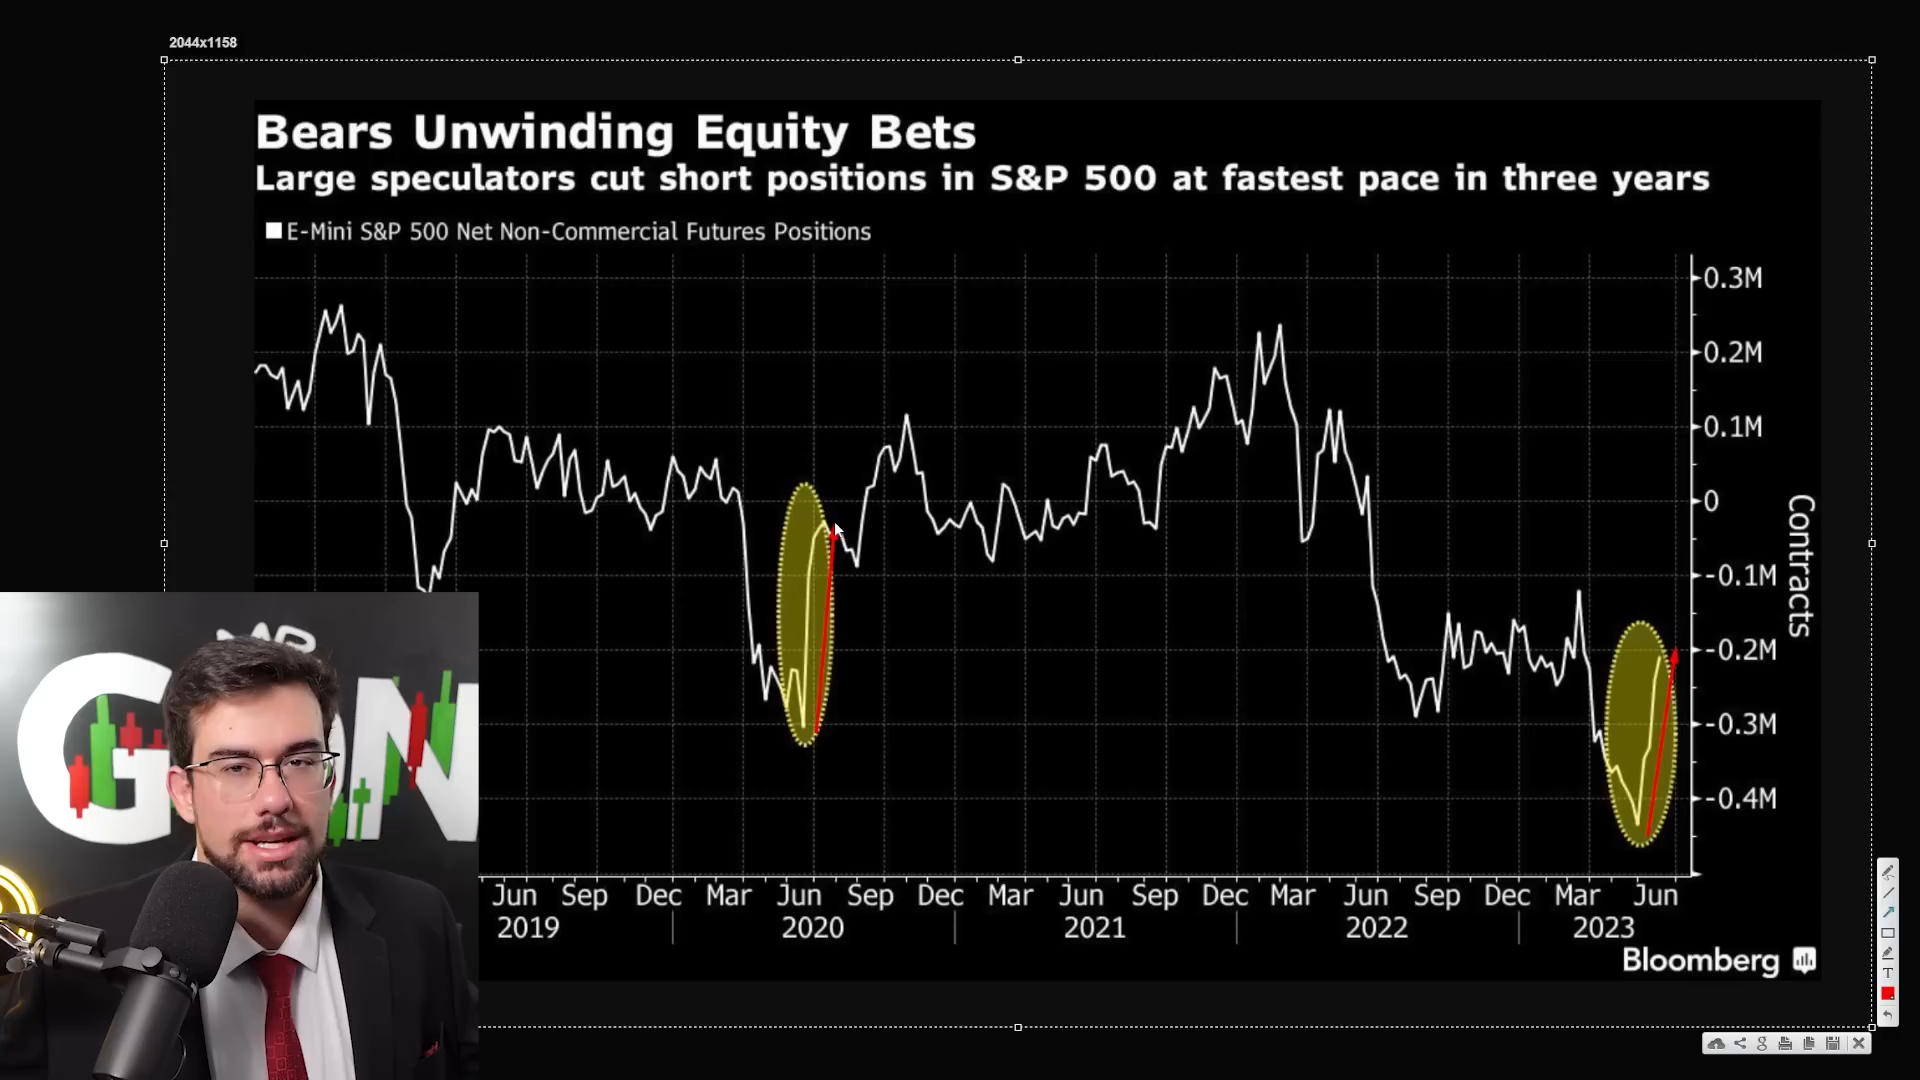 2044x1158
Bears Unwinding Equity Bets
Large speculators cut short positions in S&P 500 at fastest pace in three years
E-Mini S&P 500 Net Non-Commercial Futures Positions
0.3M
0.2M
0.1M
0
-0.1M
-0.2M
-0.3M
-0.4M
Contracts
Jun Sep Dec Mar Jun Sep Dec Mar Jun Sep Dec Mar Jun Sep Dec Mar Jun
2019 2020 2021 2022 2023
Bloomberg
T
g